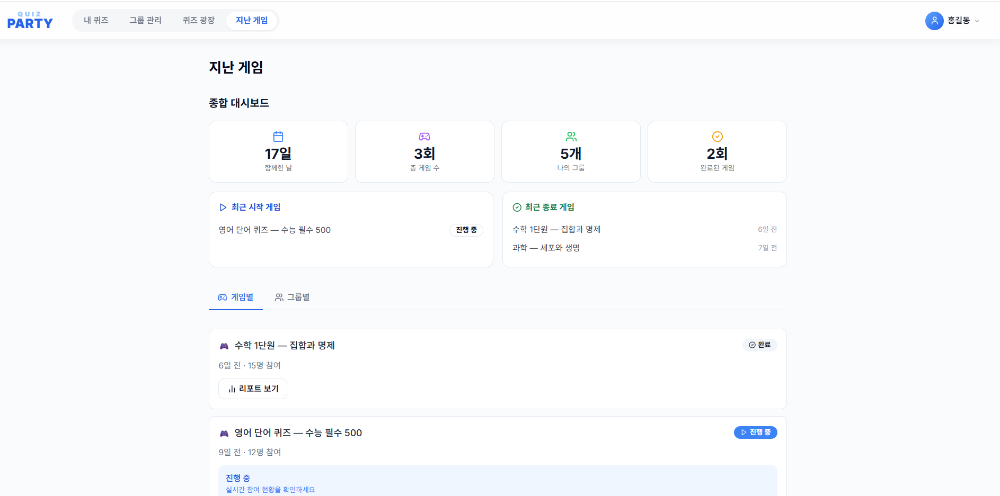 QUIZ
PARTY
내 퀴즈
그룹 관리
퀴즈 광장
지난 게임
홍길동
지난 게임
종합 대시보드
17일
함께한 날
3회
총 게임 수
5개
나의 그룹
2회
완료된 게임
최근 시작 게임
영어 단어 퀴즈 — 수능 필수 500
진행 중
최근 종료 게임
수학 1단원 — 집합과 명제
6일 전
과학 — 세포와 생명
7일 전
게임별
그룹별
수학 1단원 — 집합과 명제
완료
6일 전 · 15명 참여
리포트 보기
영어 단어 퀴즈 — 수능 필수 500
진행 중
9일 전 · 12명 참여
진행 중
실시간 참여 현황을 확인하세요